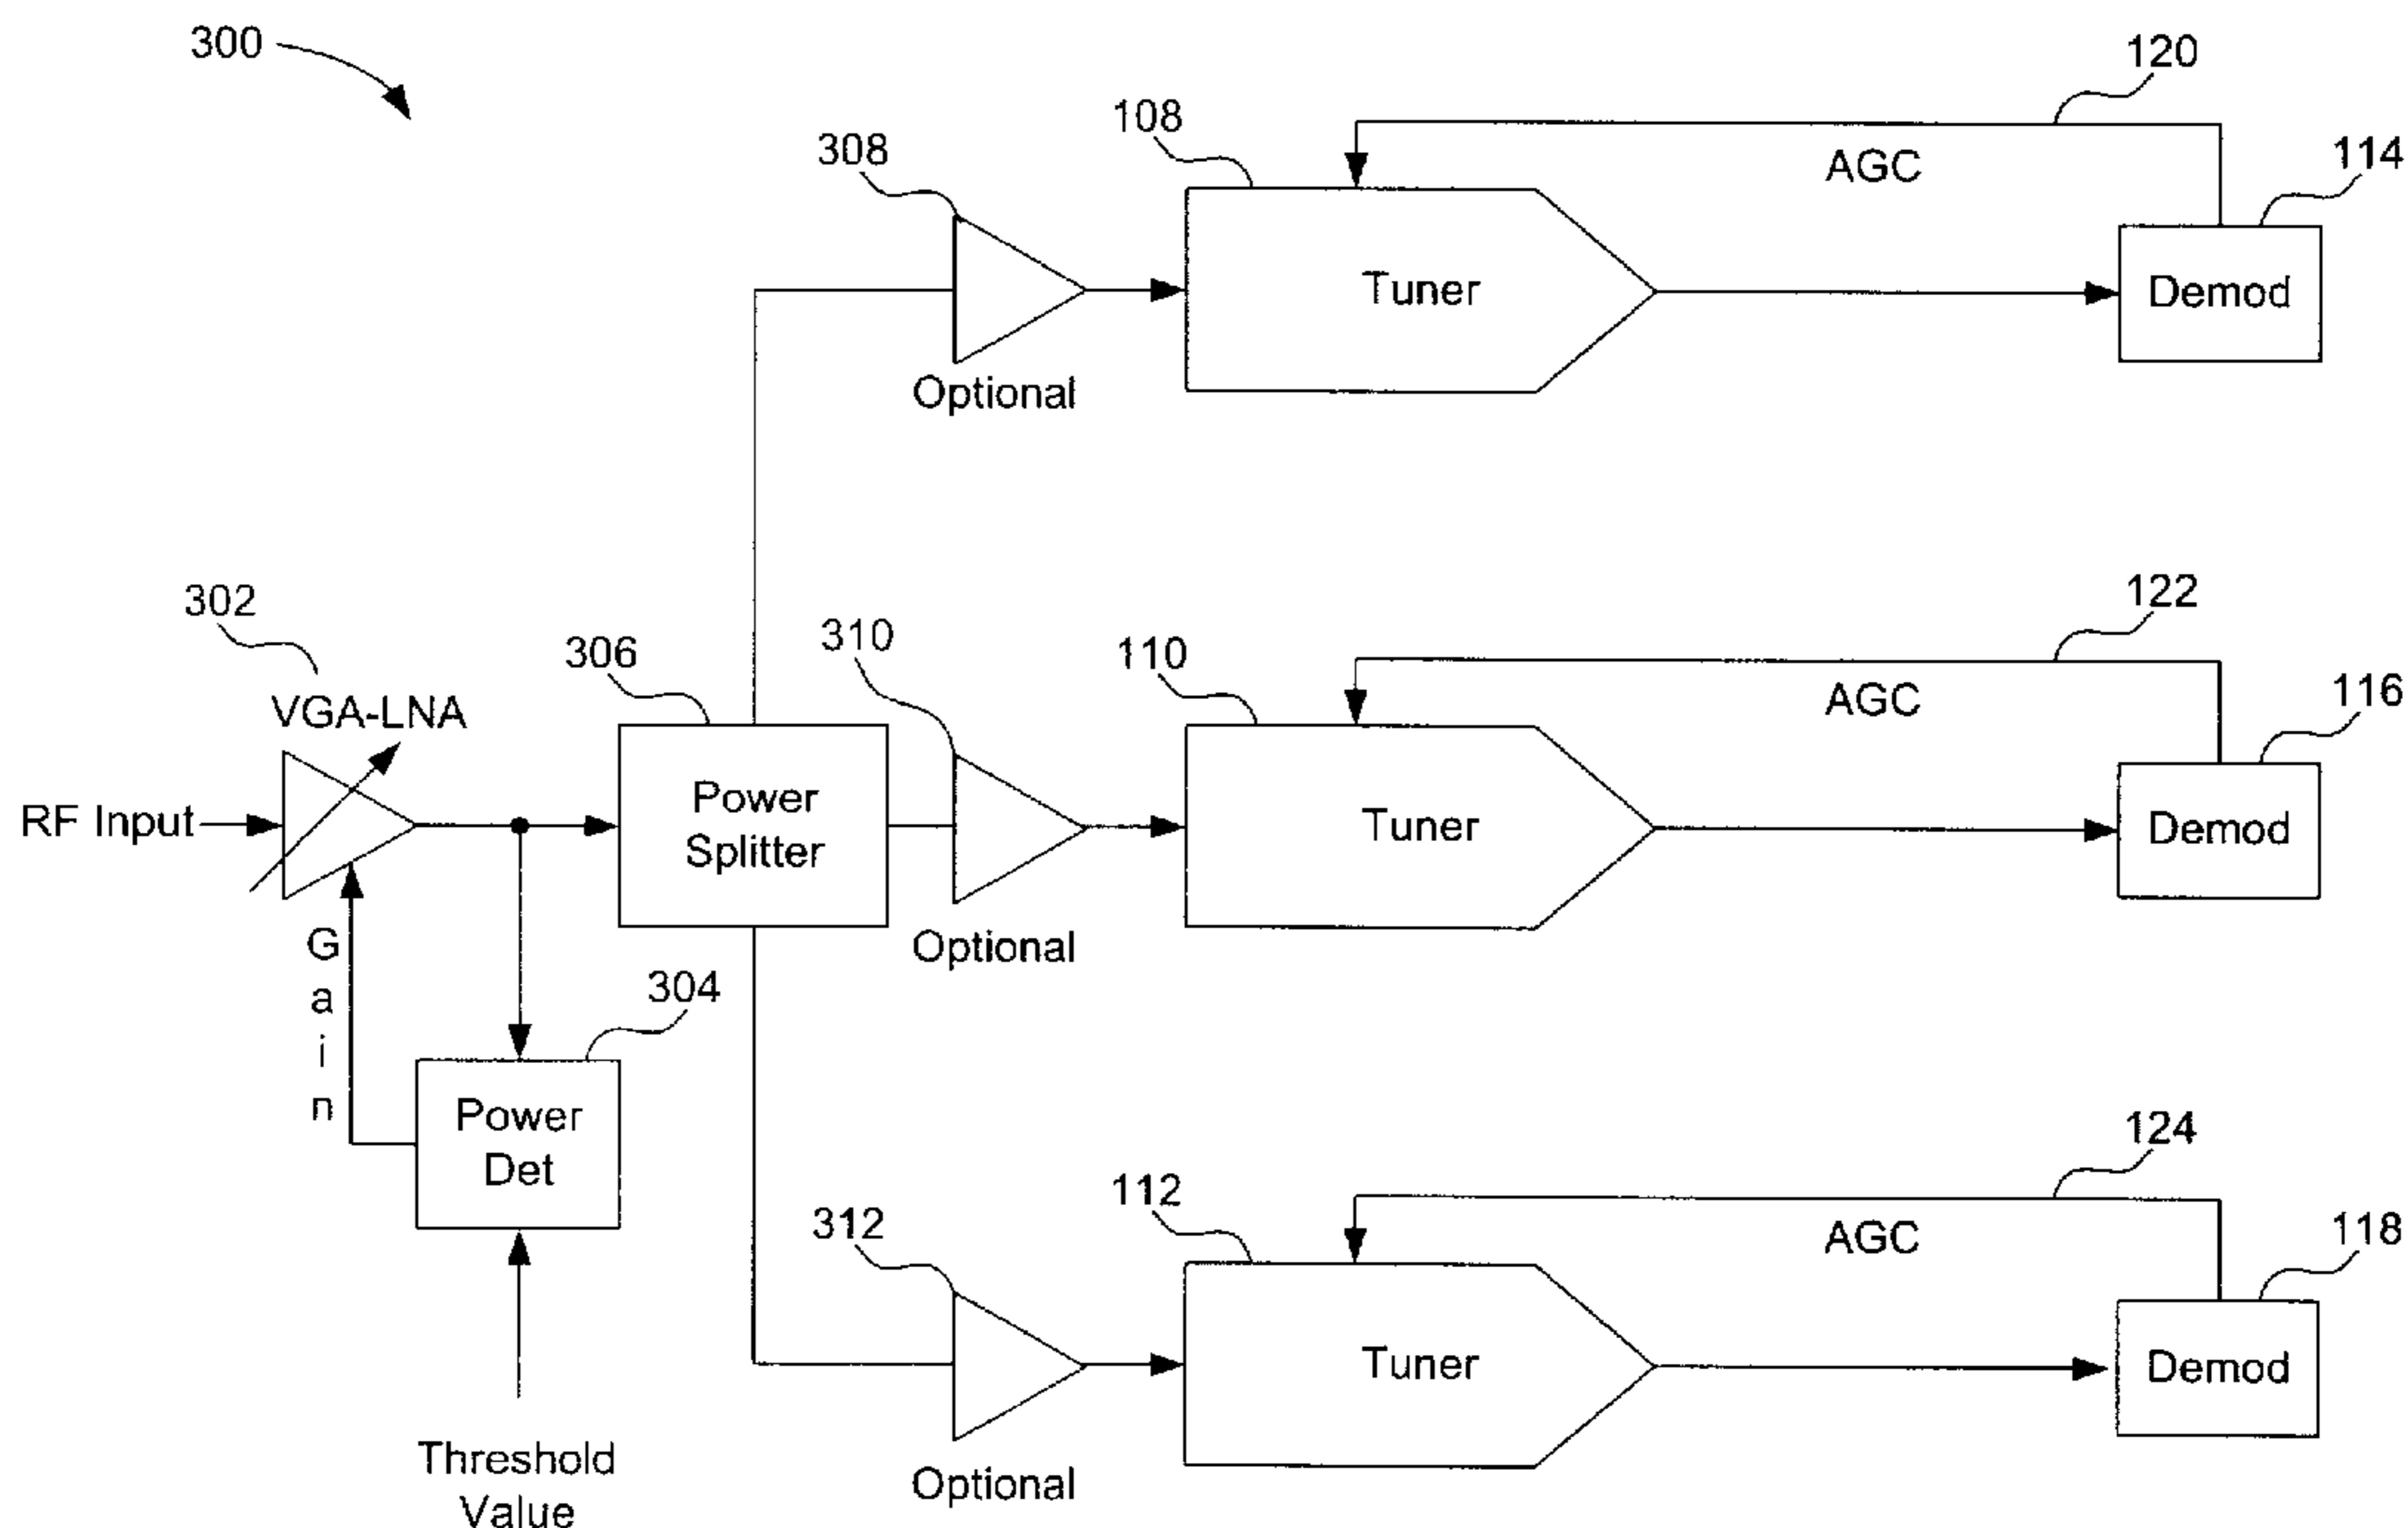 300
120
108
308
114
AGC
Tuner
Demod
Optional
302
122
306
310
110
116
VGA-LNA
AGC
RF Input
Power
Splitter
Tuner
Demod
Optional
Gain
304
Power
Det
124
112
312
118
AGC
Tuner
Demod
Optional
Threshold
Value